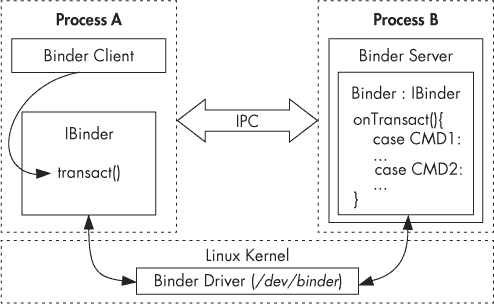 Process A
Binder Client
IBinder
transact()
IPC
Process B
Binder Server
Binder : IBinder
onTransact(){
case CMD1:
...
case CMD2:
...
}
Linux Kernel
Binder Driver (/dev/binder)